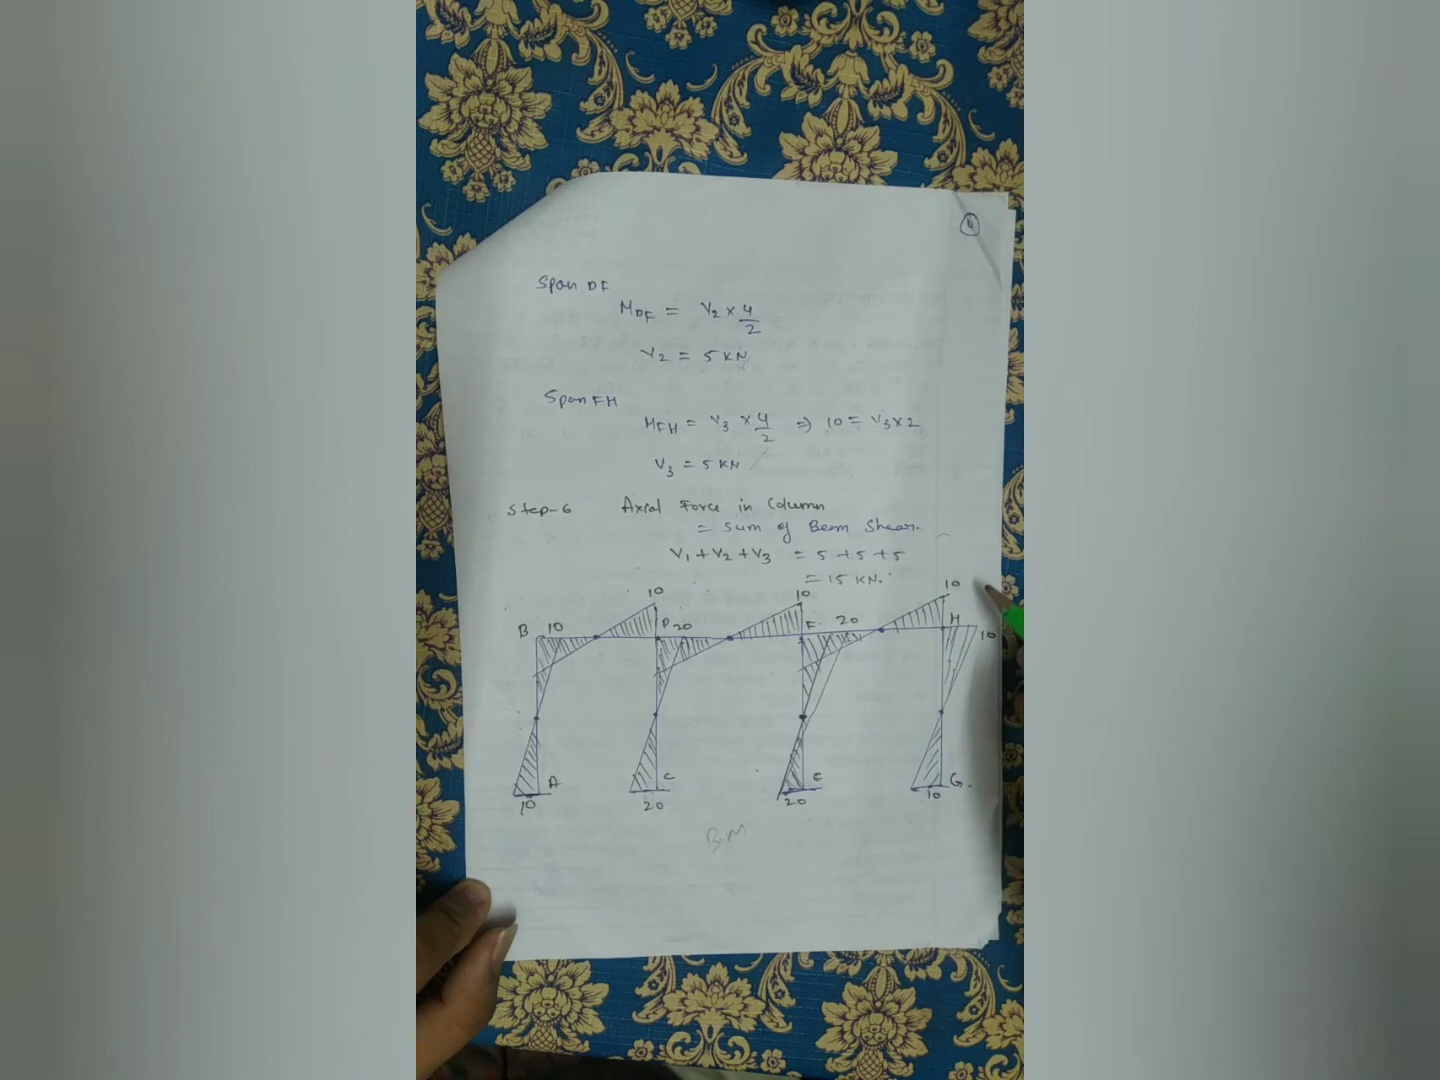 4
Span DF
MDF = V2 × 4/2
V2 = 5 KN
Span FH
MFH = V3 × 4/2 => 10 = V3 × 2
V3 = 5 KN
Step-6 Axial Force in Column
= Sum of Beam Shear.
V1 + V2 + V3 = 5 + 5 + 5
= 15 KN.
10 10 10
B 10 D 20 F 20 H 10
A C E G.
10 20 20 10
B.M